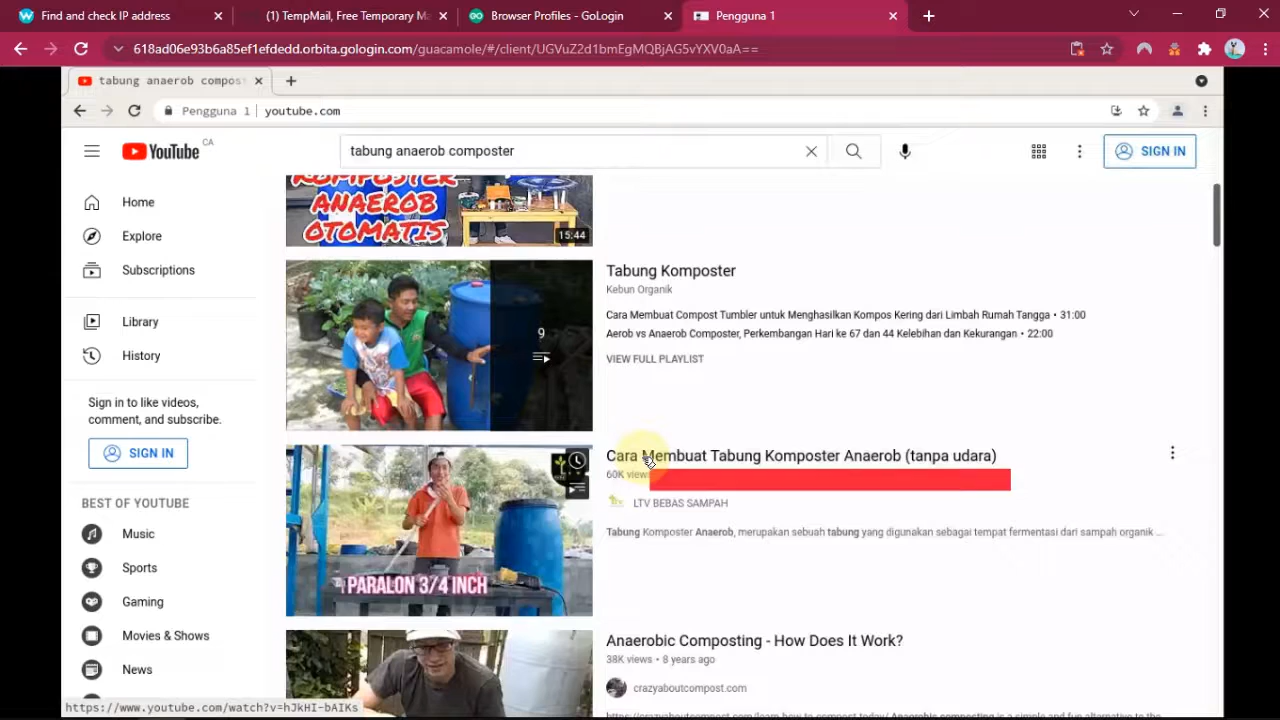 Find and check IP address
(1) TempMail, Free Temporary Ma
Browser Profiles - GoLogin
Pengguna 1
618ad06e93b6a85ef1efdedd.orbita.gologin.com/guacamole/#/client/UGVuZ2d1bmEgMQBjAG5vYXV0aA==
tabung anaerob compos
Pengguna 1
youtube.com
YouTube
CA
tabung anaerob composter
SIGN IN
Home
Explore
Subscriptions
Library
History
Sign in to like videos,
comment, and subscribe.
SIGN IN
BEST OF YOUTUBE
Music
Sports
Gaming
Movies & Shows
News
KOMPOSTER
ANAEROB
OTOMATIS
15:44
9
Tabung Komposter
Kebun Organik
Cara Membuat Compost Tumbler untuk Menghasilkan Kompos Kering dari Limbah Rumah Tangga • 31:00
Aerob vs Anaerob Composter, Perkembangan Hari ke 67 dan 44 Kelebihan dan Kekurangan • 22:00
VIEW FULL PLAYLIST
PARALON 3/4 INCH
Cara Membuat Tabung Komposter Anaerob (tanpa udara)
60K views
LTV BEBAS SAMPAH
Tabung Komposter Anaerob, merupakan sebuah tabung yang digunakan sebagai tempat fermentasi dari sampah organik ...
Anaerobic Composting - How Does It Work?
38K views • 8 years ago
crazyaboutcompost.com
https://www.youtube.com/watch?v=hJkHI-bAIKs